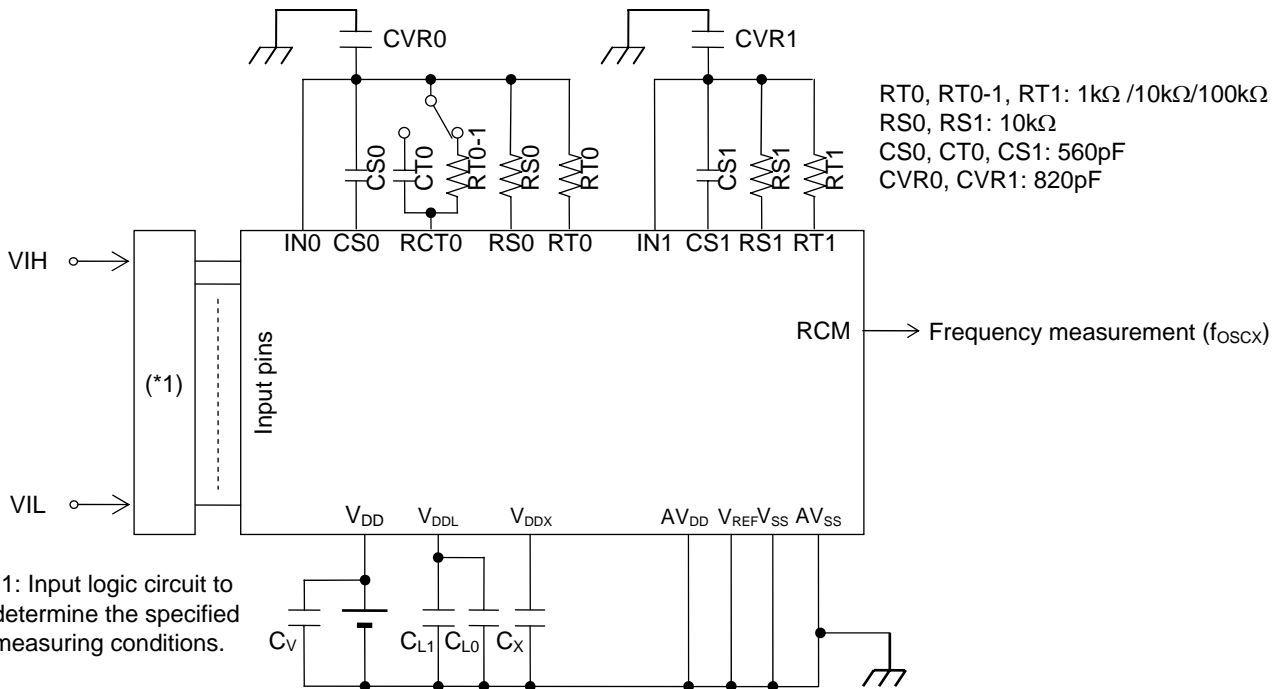 CVR0
CVR1
RT0, RT0-1, RT1: 1kΩ /10kΩ/100kΩ
RS0, RS1: 10kΩ
CS0, CT0, CS1: 560pF
CVR0, CVR1: 820pF
CS0
CT0
RT0-1
RS0
RT0
CS1
RS1
RT1
IN0 CS0 RCT0 RS0 RT0
IN1 CS1 RS1 RT1
VIH
(*1)
Input pins
RCM
Frequency measurement (fOSCX)
VIL
VDD VDDL VDDX AVDD VREF VSS AVSS
1: Input logic circuit to
determine the specified
measuring conditions.
CV
CL1
CL0
CX